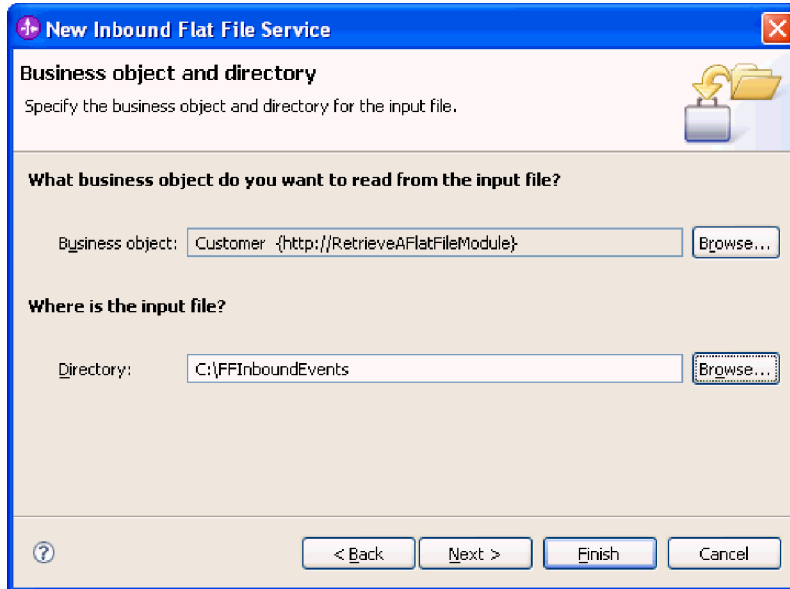 New Inbound Flat File Service
Business object and directory
Specify the business object and directory for the input file.
What business object do you want to read from the input file?
Business object: Customer {http://RetrieveAFlatFileModule} Browse...
Where is the input file?
Directory: C:\FFInboundEvents Browse...
? < Back Next > Finish Cancel